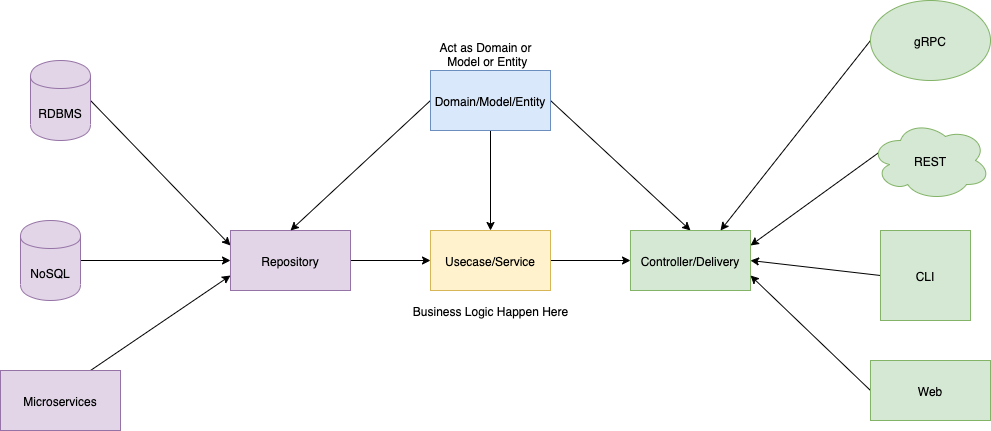 gRPC
Act as Domain or
Model or Entity
Domain/Model/Entity
RDBMS
REST
NoSQL
Repository
Usecase/Service
Controller/Delivery
CLI
Business Logic Happen Here
Microservices
Web